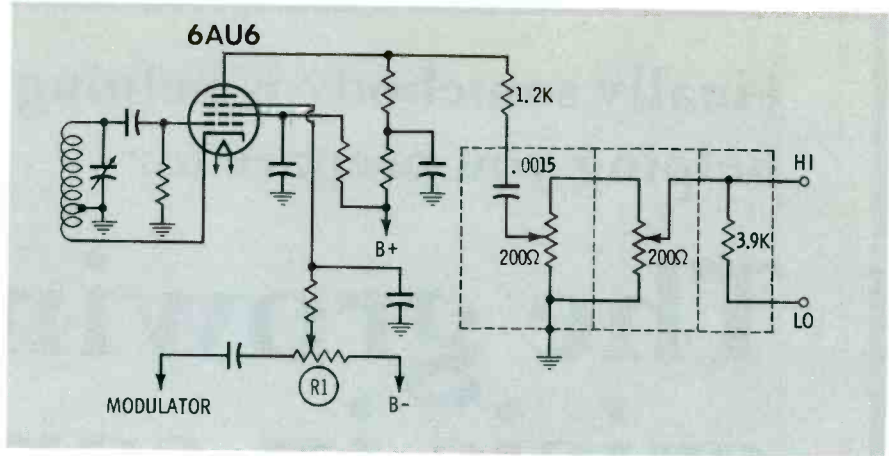 6AU6
1.2K
.0015
HI
200Ω
200Ω
3.9K
B+
LO
R1
MODULATOR
B-